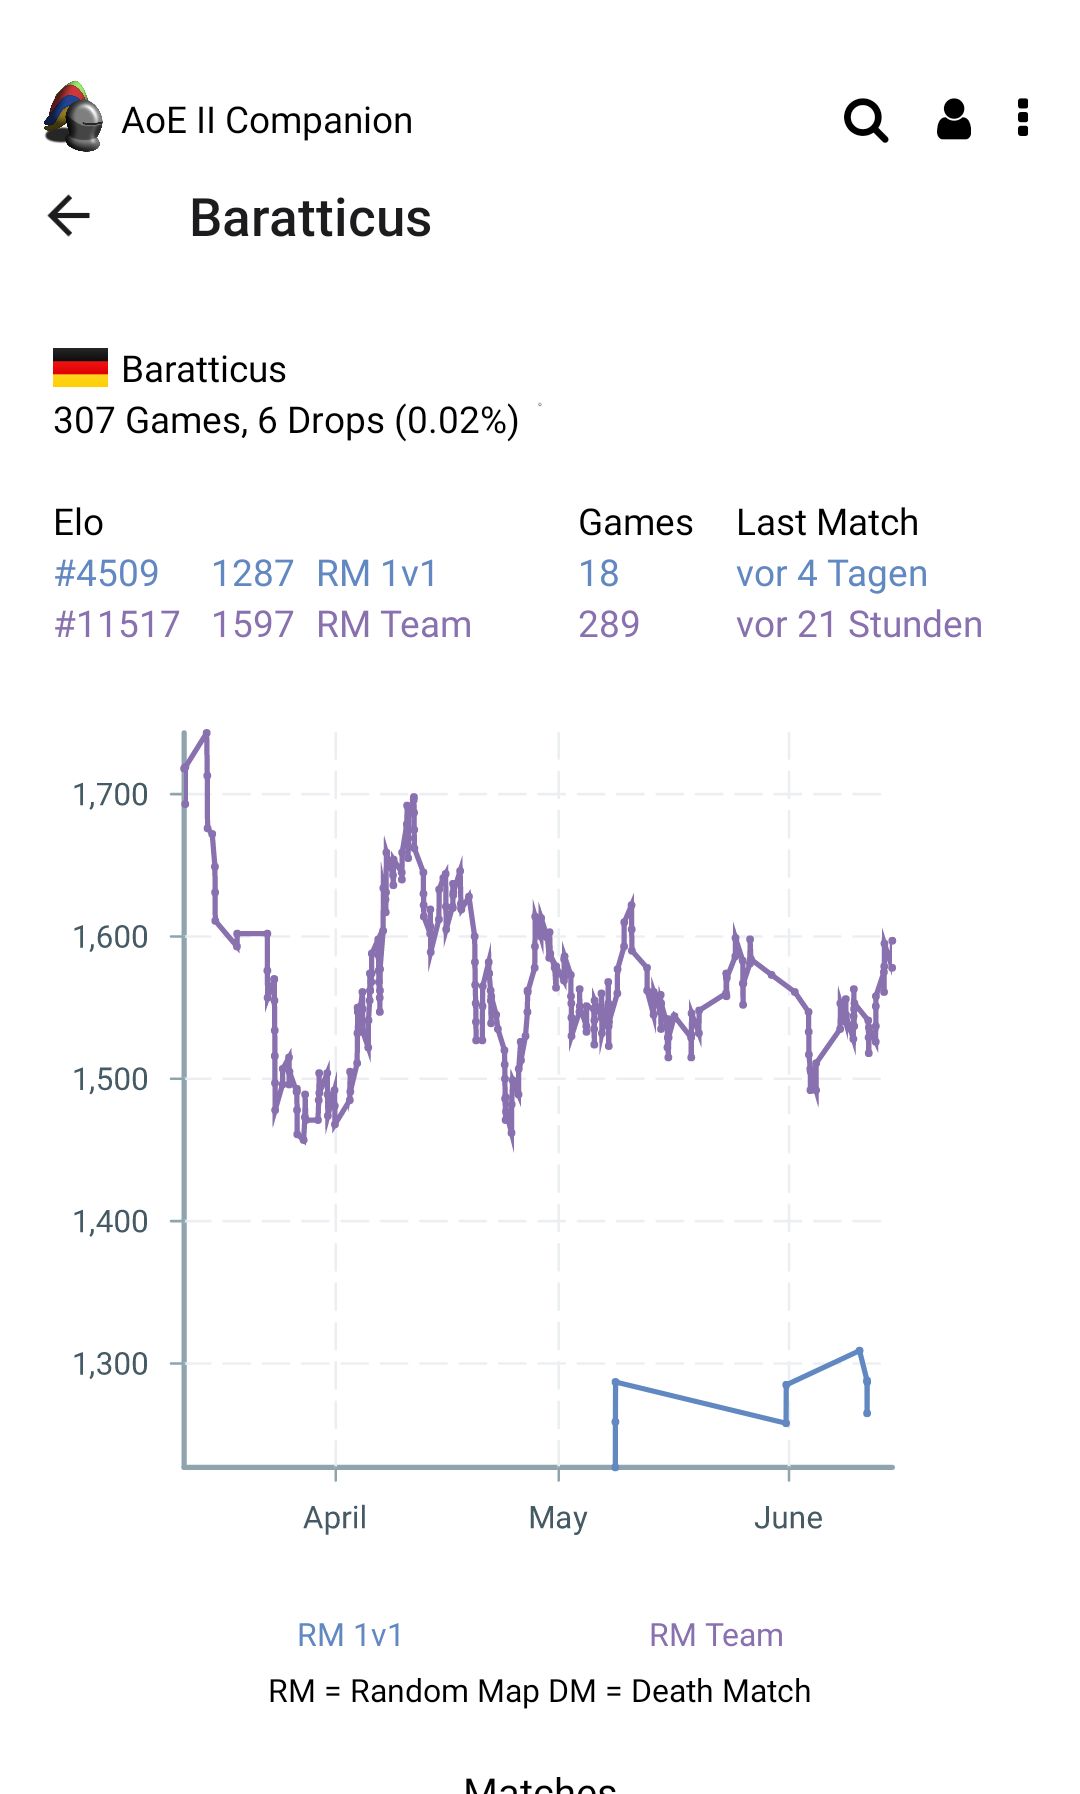 AoE II Companion
Baratticus
Baratticus
307 Games, 6 Drops (0.02%)
Elo Games Last Match
#4509 1287 RM 1v1 18 vor 4 Tagen
#11517 1597 RM Team 289 vor 21 Stunden
1,700
1,600
1,500
1,400
1,300
April May June
RM 1v1 RM Team
RM = Random Map DM = Death Match
Matches